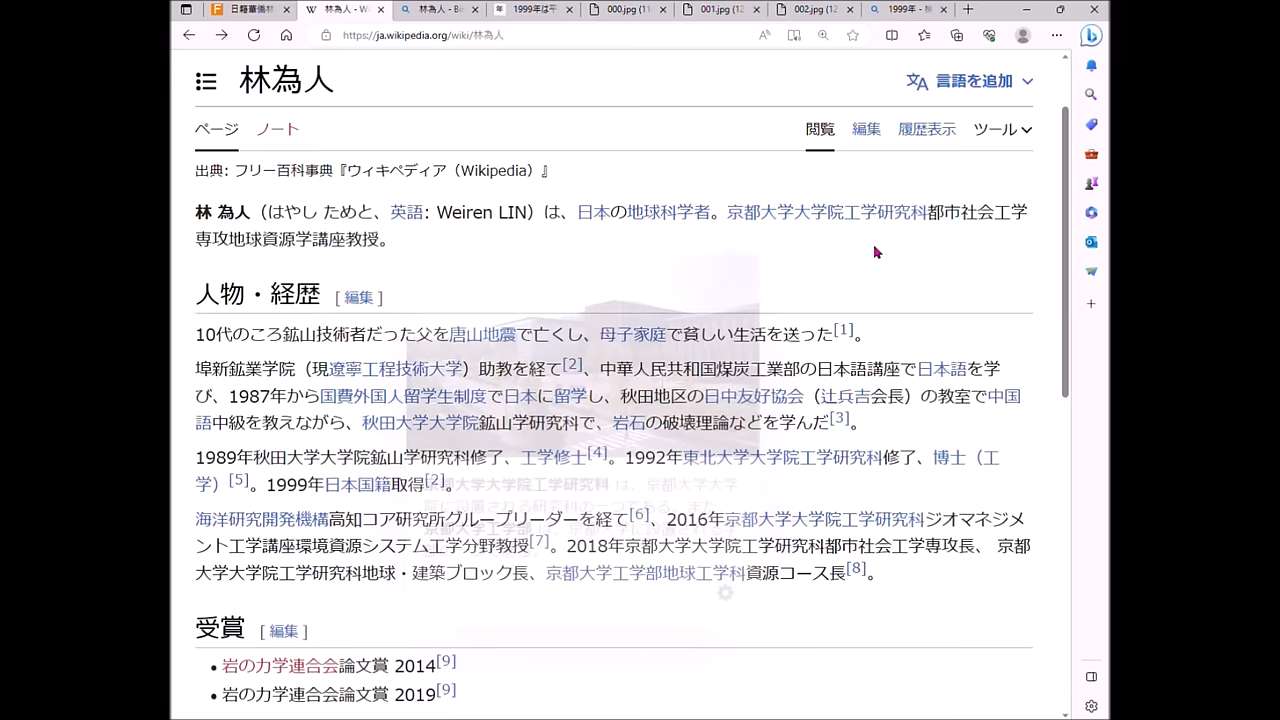 日籍華僑林
林為人 - W
林為人 - Bi
1999年は平
000.jpg (11
001.jpg (12
002.jpg (12
1999年 - 検
https://ja.wikipedia.org/wiki/林為人
林為人
言語を追加
ページ ノート 閲覧 編集 履歴表示 ツール
出典: フリー百科事典『ウィキペディア（Wikipedia）』
林 為人（はやし ためと、英語: Weiren LIN）は、日本の地球科学者。京都大学大学院工学研究科都市社会工学
専攻地球資源学講座教授。
人物・経歴 [ 編集 ]
10代のころ鉱山技術者だった父を唐山地震で亡くし、母子家庭で貧しい生活を送った[1]。
埠新鉱業学院（現遼寧工程技術大学）助教を経て[2]、中華人民共和国煤炭工業部の日本語講座で日本語を学
び、1987年から国費外国人留学生制度で日本に留学し、秋田地区の日中友好協会（辻兵吉会長）の教室で中国
語中級を教えながら、秋田大学大学院鉱山学研究科で、岩石の破壊理論などを学んだ[3]。
1989年秋田大学大学院鉱山学研究科修了、工学修士[4]。1992年東北大学大学院工学研究科修了、博士（工
学）[5]。1999年日本国籍取得[2]。
京都大学大学院工学研究科 は、京都大学大学
海洋研究開発機構高知コア研究所グループリーダーを経て[6]、2016年京都大学大学院工学研究科ジオマネジメ
ント工学講座環境資源システム工学分野教授[7]。2018年京都大学大学院工学研究科都市社会工学専攻長、 京都
大学大学院工学研究科地球・建築ブロック長、京都大学工学部地球工学科資源コース長[8]。
受賞 [ 編集 ]
• 岩の力学連合会論文賞 2014[9]
• 岩の力学連合会論文賞 2019[9]